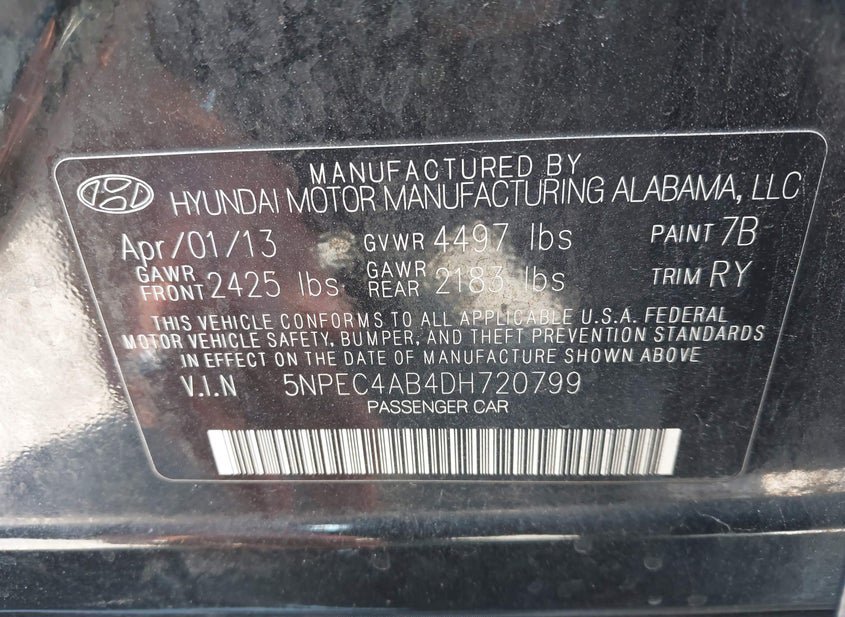 MANUFACTURED BY
HYUNDAI MOTOR MANUFACTURING ALABAMA, LLC
Apr/01/13 GVWR 4497 lbs PAINT 7B
GAWR FRONT 2425 lbs GAWR REAR 2183 lbs TRIM RY
THIS VEHICLE CONFORMS TO ALL APPLICABLE U.S.A. FEDERAL
MOTOR VEHICLE SAFETY, BUMPER, AND THEFT PREVENTION STANDARDS
IN EFFECT ON THE DATE OF MANUFACTURE SHOWN ABOVE
V.I.N 5NPEC4AB4DH720799
PASSENGER CAR